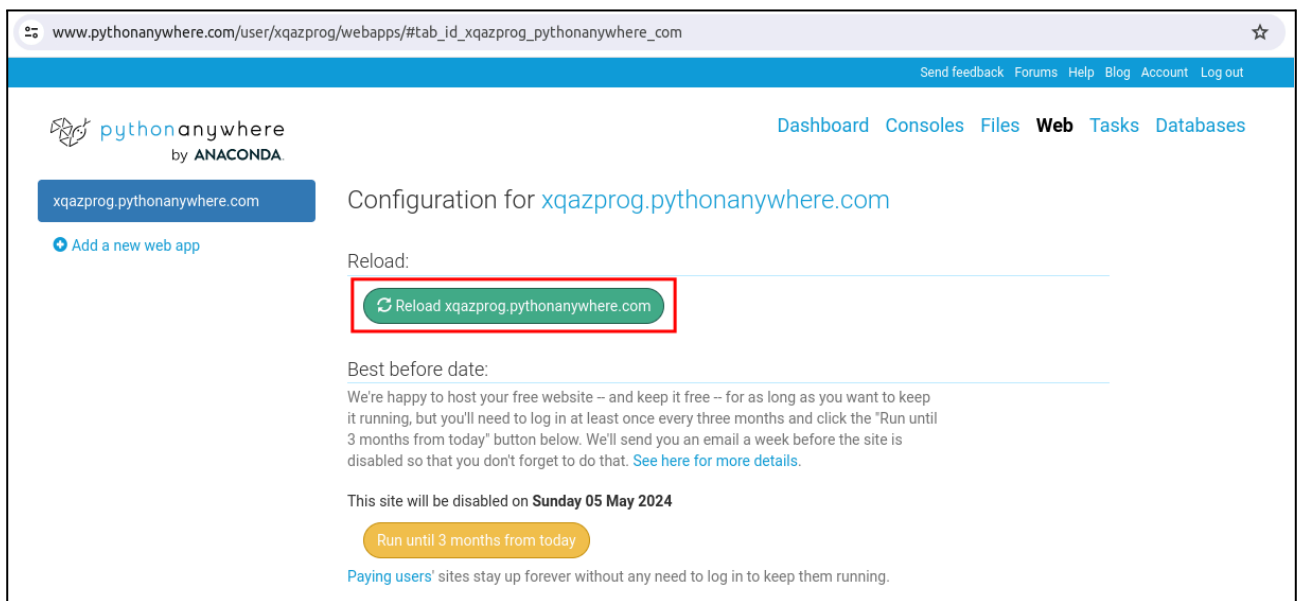 www.pythonanywhere.com/user/xqazprog/webapps/#tab_id_xqazprog_pythonanywhere_com
Send feedback Forums Help Blog Account Log out
pythonanywhere
by ANACONDA.
Dashboard Consoles Files Web Tasks Databases
xqazprog.pythonanywhere.com
Add a new web app
Configuration for xqazprog.pythonanywhere.com
Reload:
Reload xqazprog.pythonanywhere.com
Best before date:
We're happy to host your free website -- and keep it free -- for as long as you want to keep
it running, but you'll need to log in at least once every three months and click the "Run until
3 months from today" button below. We'll send you an email a week before the site is
disabled so that you don't forget to do that. See here for more details.
This site will be disabled on Sunday 05 May 2024
Run until 3 months from today
Paying users' sites stay up forever without any need to log in to keep them running.